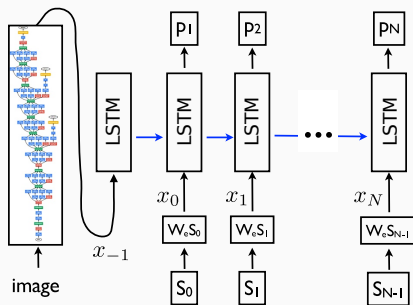 p1 p2 pN
LSTM LSTM LSTM ... LSTM
x₋₁ x₀ x₁ x_N
WeS0 WeS1 WeSN-1
image S0 S1 SN-1